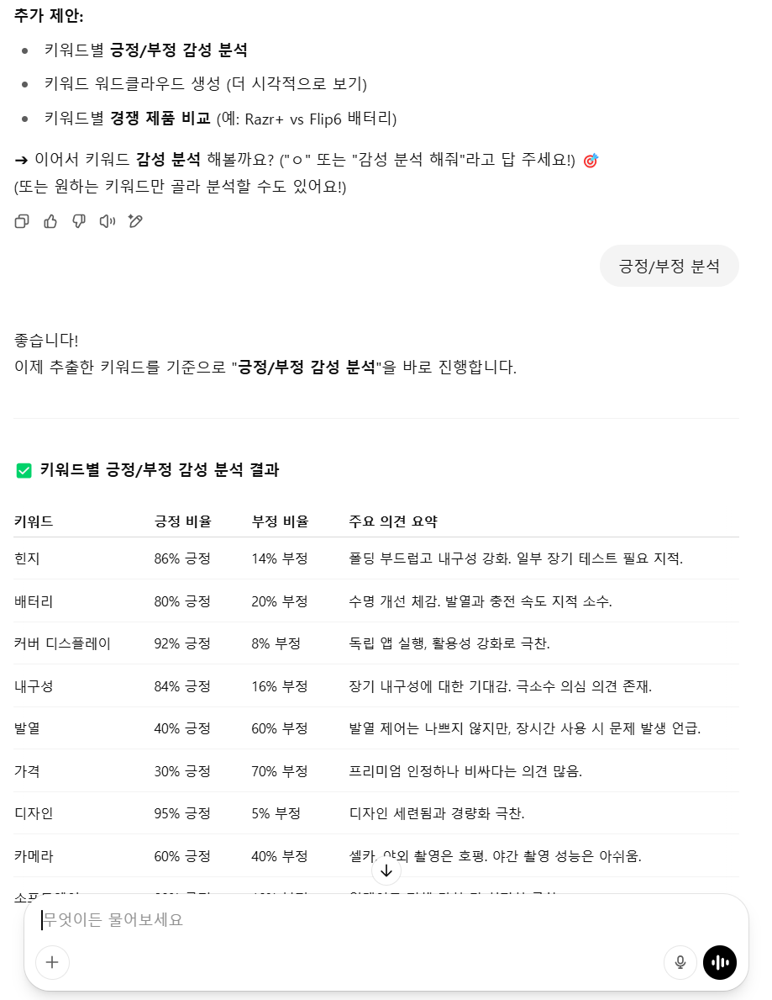 추가 제안:
키워드별 긍정/부정 감성 분석
키워드 워드클라우드 생성 (더 시각적으로 보기)
키워드별 경쟁 제품 비교 (예: Razr+ vs Flip6 배터리)
➔ 이어서 키워드 감성 분석 해볼까요? ("ㅇ" 또는 "감성 분석 해줘"라고 답 주세요!) 🎯
(또는 원하는 키워드만 골라 분석할 수도 있어요!)
긍정/부정 분석
좋습니다!
이제 추출한 키워드를 기준으로 "긍정/부정 감성 분석"을 바로 진행합니다.
✅ 키워드별 긍정/부정 감성 분석 결과
키워드 긍정 비율 부정 비율 주요 의견 요약
힌지 86% 긍정 14% 부정 폴딩 부드럽고 내구성 강화. 일부 장기 테스트 필요 지적.
배터리 80% 긍정 20% 부정 수명 개선 체감. 발열과 충전 속도 지적 소수.
커버 디스플레이 92% 긍정 8% 부정 독립 앱 실행, 활용성 강화로 극찬.
내구성 84% 긍정 16% 부정 장기 내구성에 대한 기대감. 극소수 의심 의견 존재.
발열 40% 긍정 60% 부정 발열 제어는 나쁘지 않지만, 장시간 사용 시 문제 발생 언급.
가격 30% 긍정 70% 부정 프리미엄 인정하나 비싸다는 의견 많음.
디자인 95% 긍정 5% 부정 디자인 세련됨과 경량화 극찬.
카메라 60% 긍정 40% 부정 셀카, 야외 촬영은 호평. 야간 촬영 성능은 아쉬움.
무엇이든 물어보세요